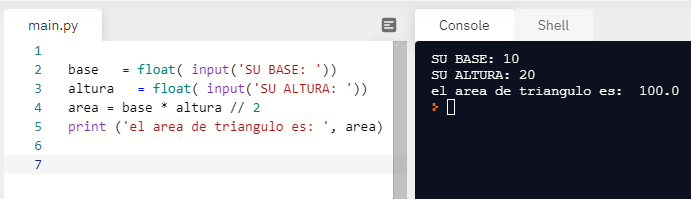 main.py
1
2 base = float( input('SU BASE: '))
3 altura = float( input('SU ALTURA: '))
4 area = base * altura // 2
5 print ('el area de triangulo es: ', area)
6
7
Console Shell
SU BASE: 10
SU ALTURA: 20
el area de triangulo es:  100.0